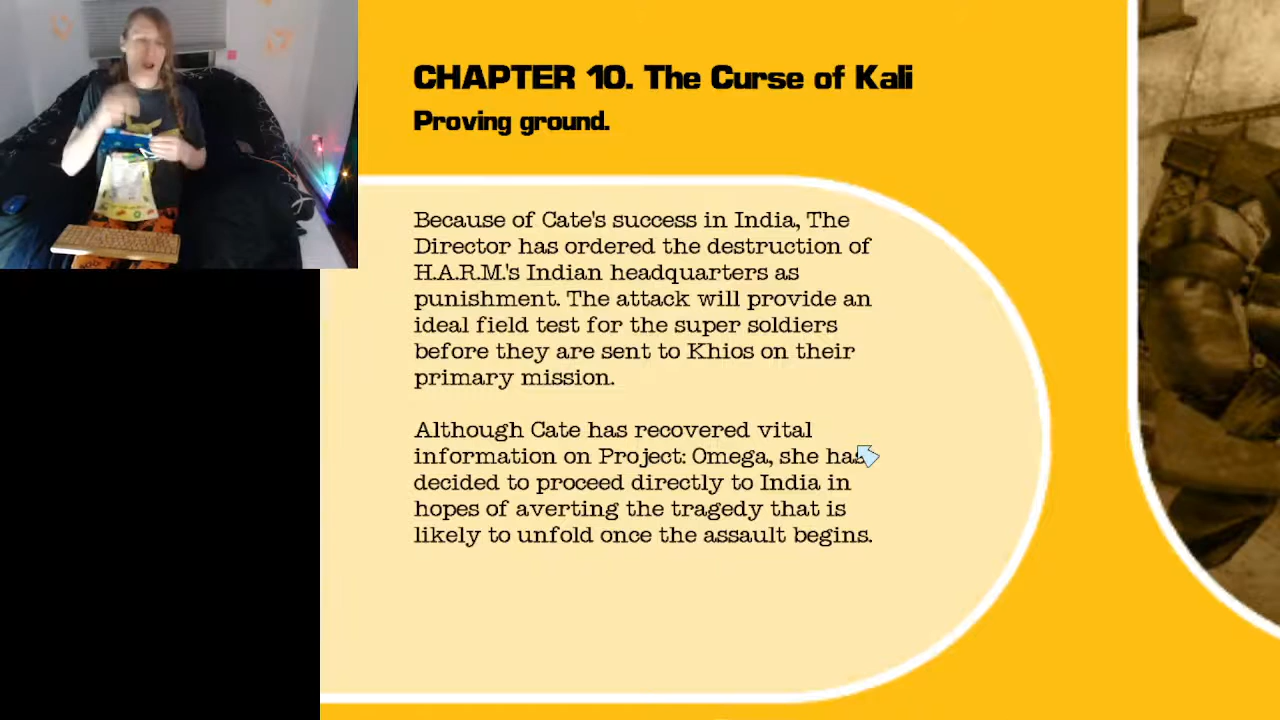 CHAPTER 10. The Curse of Kali
Proving ground.
Because of Cate's success in India, The
Director has ordered the destruction of
H.A.R.M.'s Indian headquarters as
punishment. The attack will provide an
ideal field test for the super soldiers
before they are sent to Khios on their
primary mission.
Although Cate has recovered vital
information on Project: Omega, she has
decided to proceed directly to India in
hopes of averting the tragedy that is
likely to unfold once the assault begins.